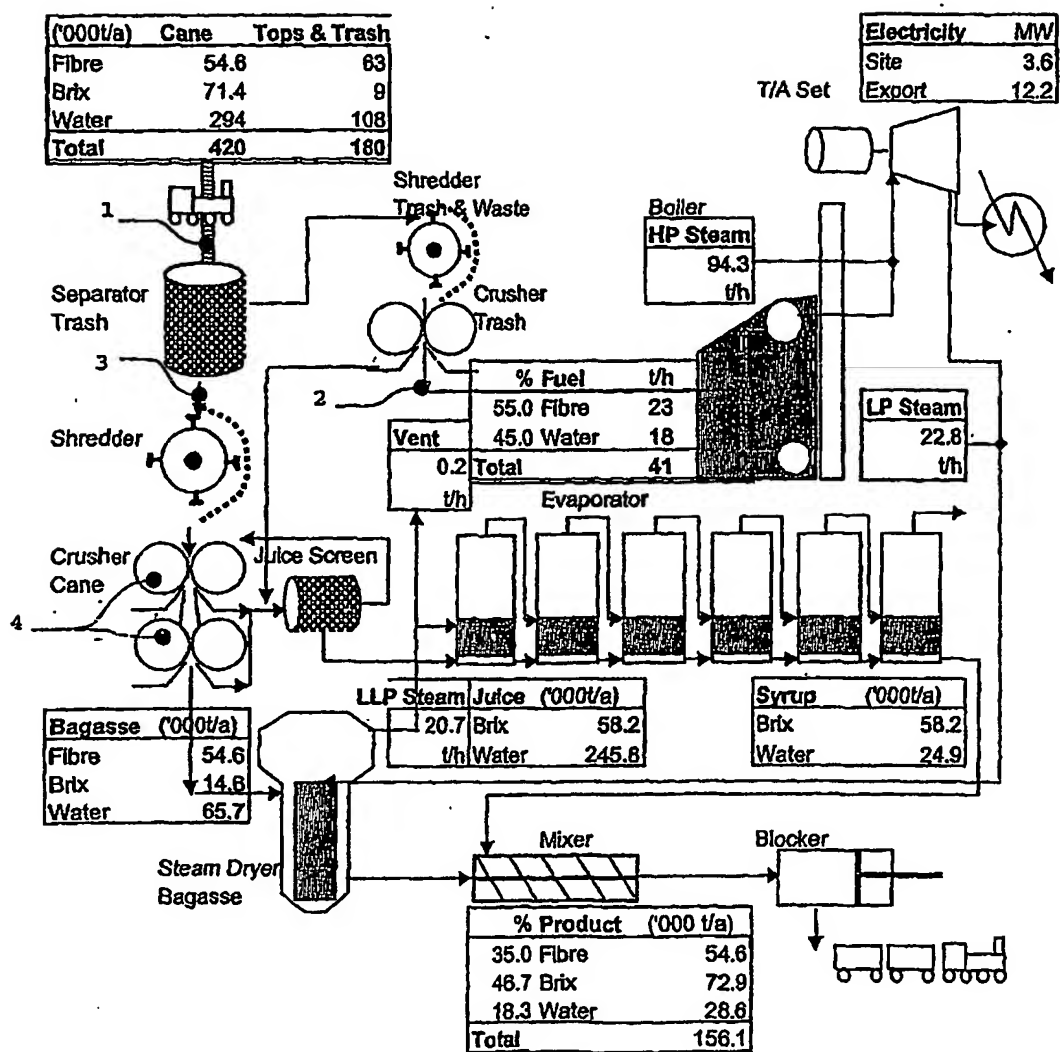 ('000t/a) Cane Tops & Trash
Fibre 54.6 63
Brix 71.4 9
Water 294 108
Total 420 180
Electricity MW
Site 3.6
Export 12.2
T/A Set
Shredder
Trash & Waste
1
Boiler
HP Steam
94.3
t/h
Separator
Trash
Crusher
Trash
3
2
% Fuel t/h
55.0 Fibre 23
45.0 Water 18
Total 41
LP Steam
22.8
t/h
Vent
0.2
t/h
Shredder
Evaporator
Crusher
Cane
Juice Screen
4
LLP Steam Juice ('000t/a)
20.7 Brix 58.2
t/h Water 245.8
Syrup ('000t/a)
Brix 58.2
Water 24.9
Bagasse ('000t/a)
Fibre 54.6
Brix 14.6
Water 65.7
Steam Dryer
Bagasse
Mixer
Blocker
% Product ('000 t/a)
35.0 Fibre 54.6
46.7 Brix 72.9
18.3 Water 28.6
Total 156.1